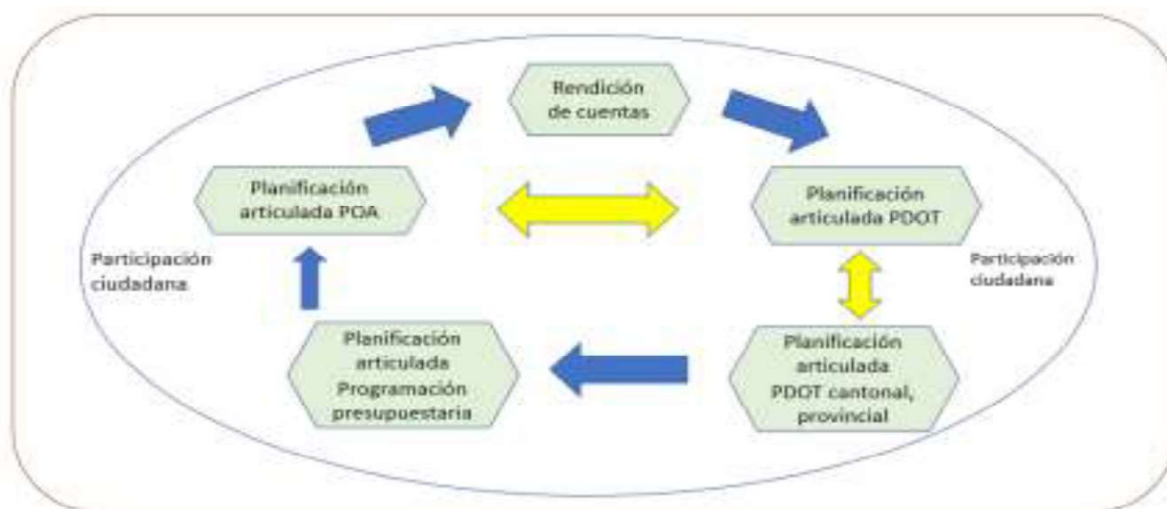 Rendición
de cuentas
Planificación
articulada POA
Planificación
articulada PDOT
Participación
ciudadana
Participación
ciudadana
Planificación
articulada
Programación
presupuestaria
Planificación
articulada
PDOT cantonal,
provincial